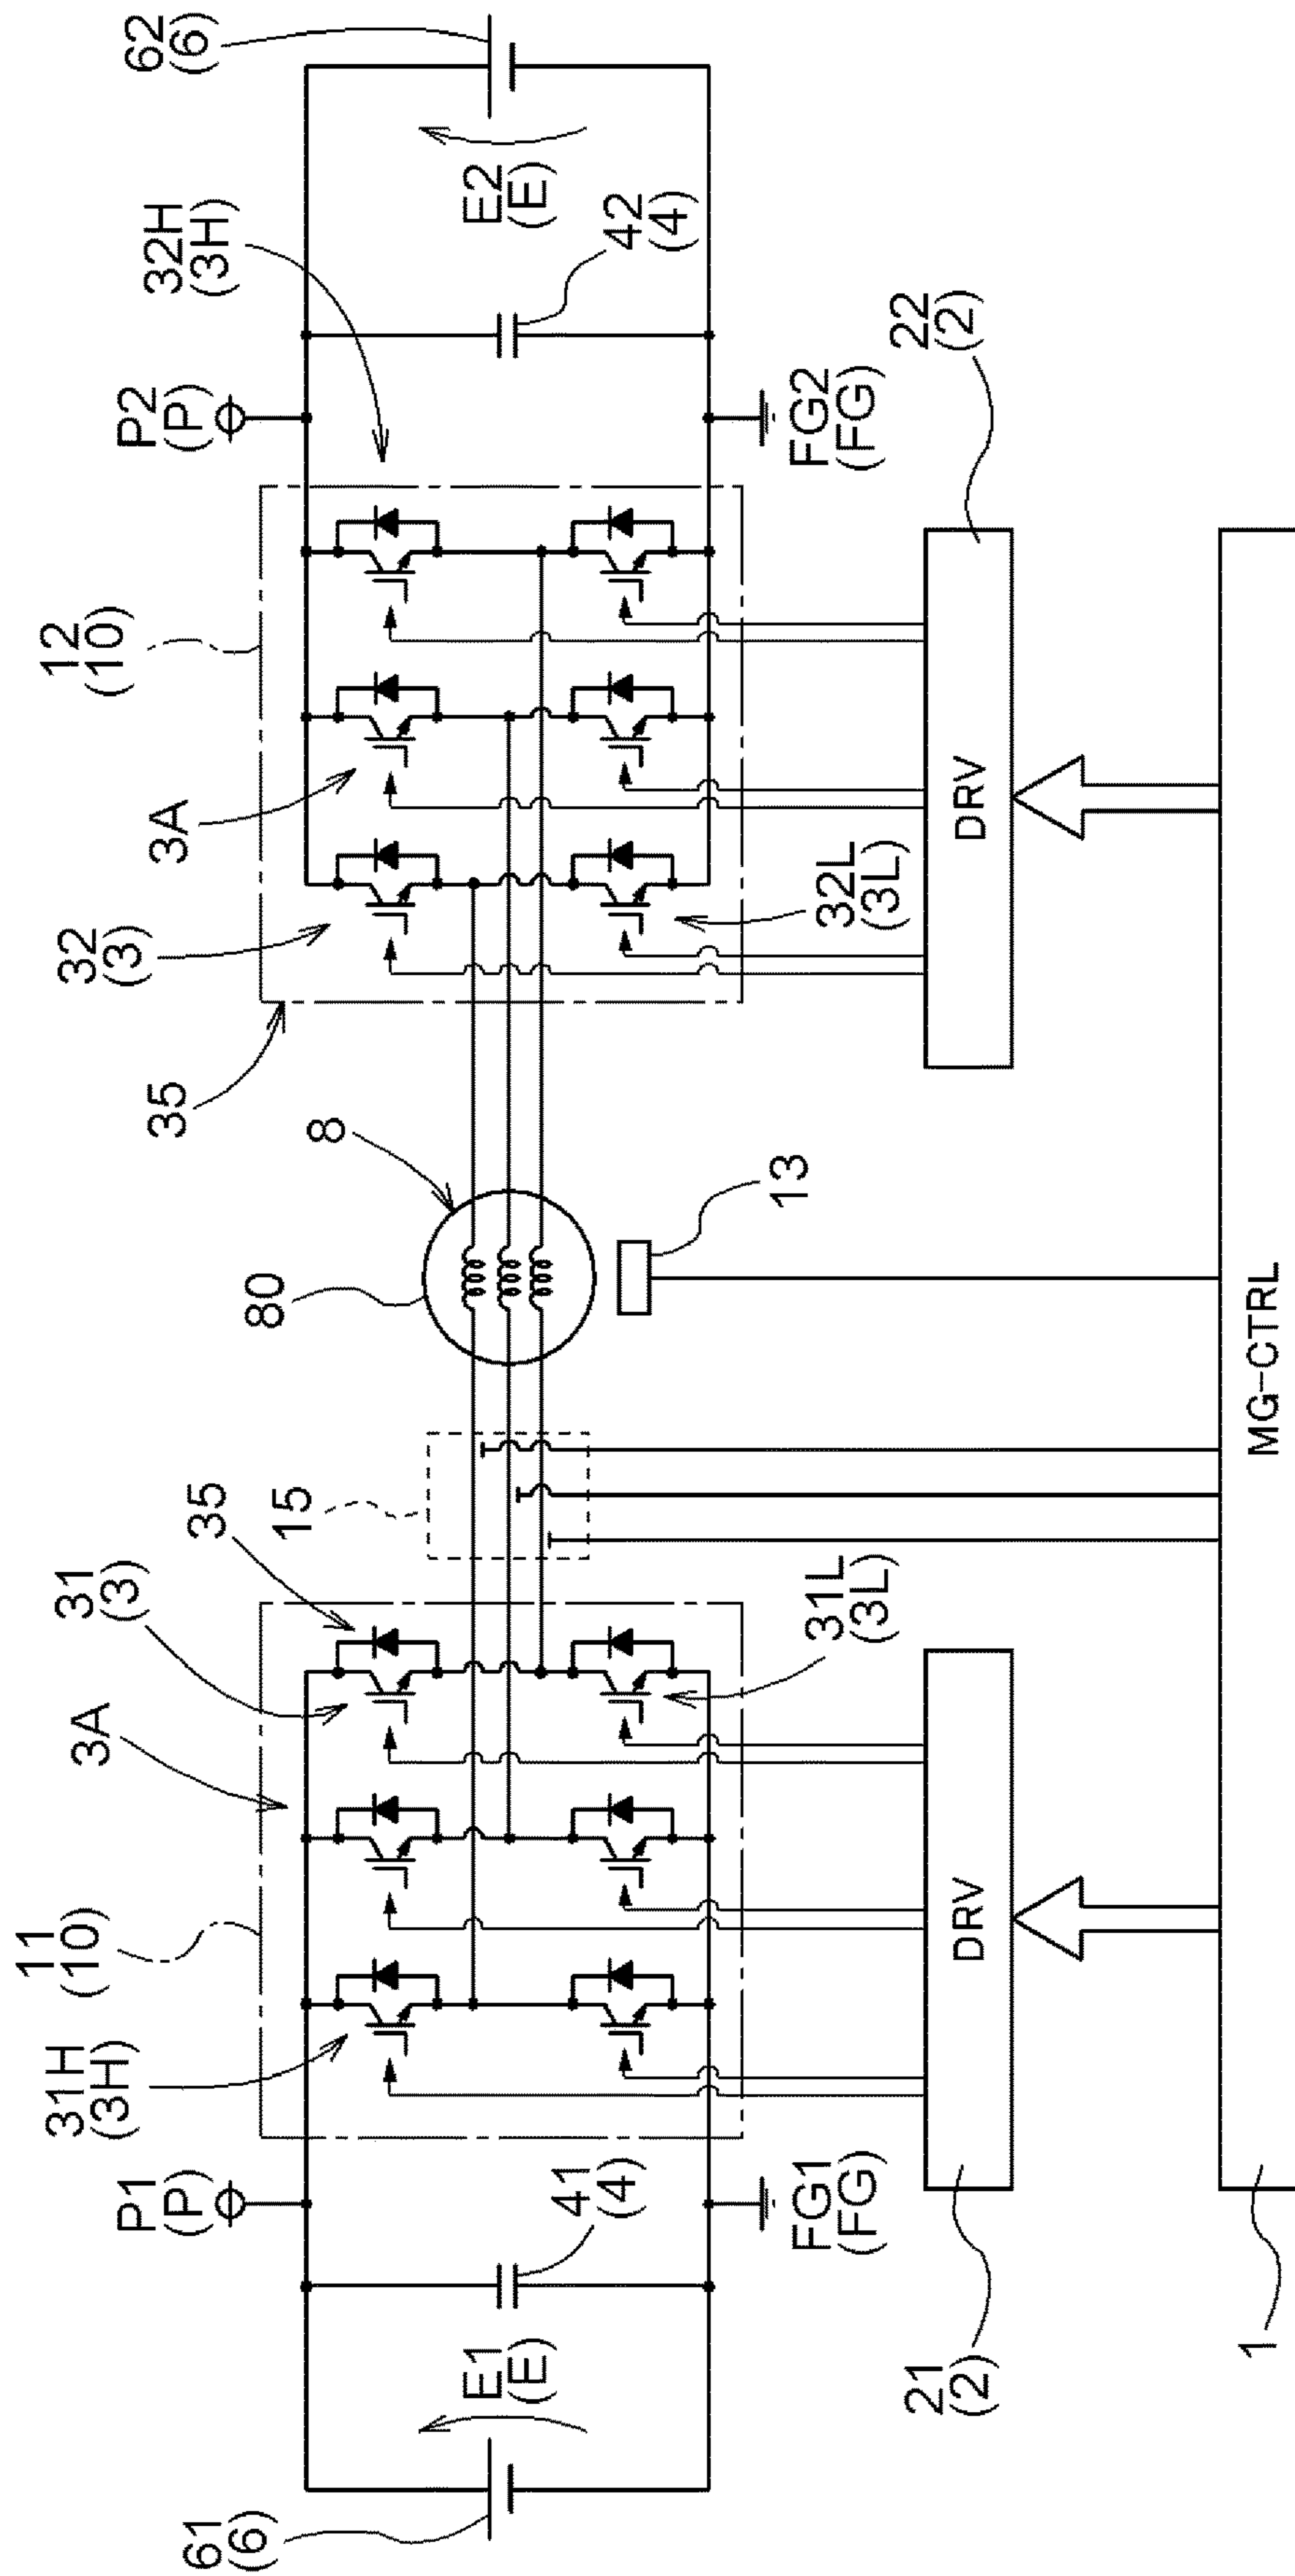 61
(6)
E1
(E)
41
(4)
P1
(P)
FG1
(FG)
31H
(3H)
11
(10)
3A
31
(3)
35
31L
(3L)
15
80
8
13
35
32
(3)
3A
12
(10)
32L
(3L)
32H
(3H)
P2
(P)
FG2
(FG)
42
(4)
E2
(E)
62
(6)
21
(2)
DRV
DRV
22
(2)
1
MG-CTRL